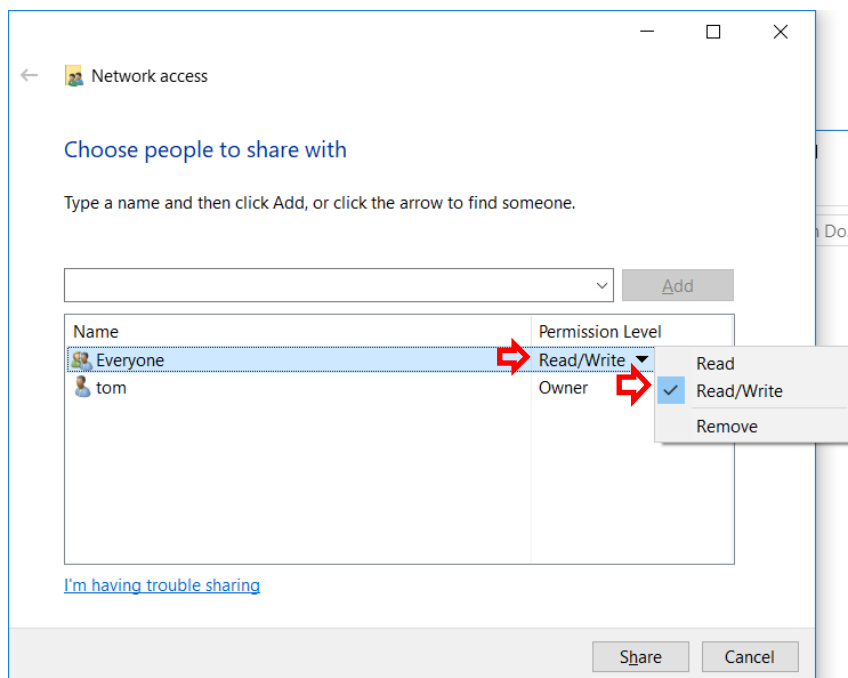 Network access
Choose people to share with
Type a name and then click Add, or click the arrow to find someone.
Add
Name Permission Level
Everyone Read/Write Read
tom Owner Read/Write
Remove
I'm having trouble sharing
Share Cancel